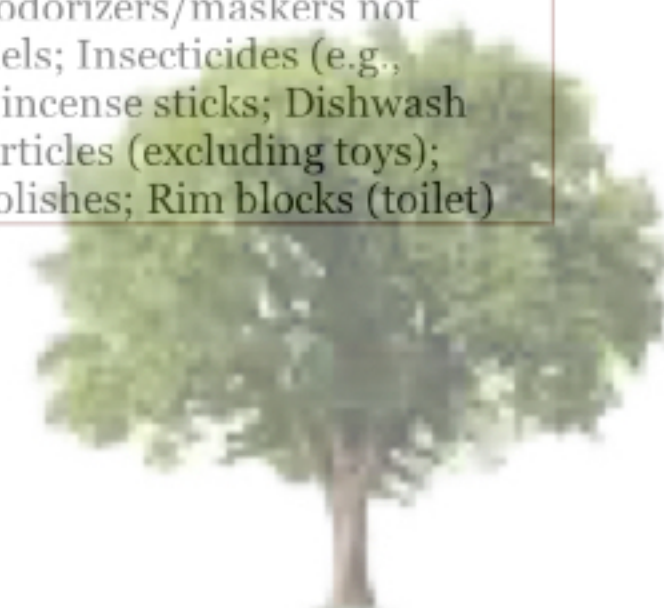 odorizers/maskers not
els; Insecticides (e.g.,
incense sticks; Dishwash
rticles (excluding toys);
olishes; Rim blocks (toilet)